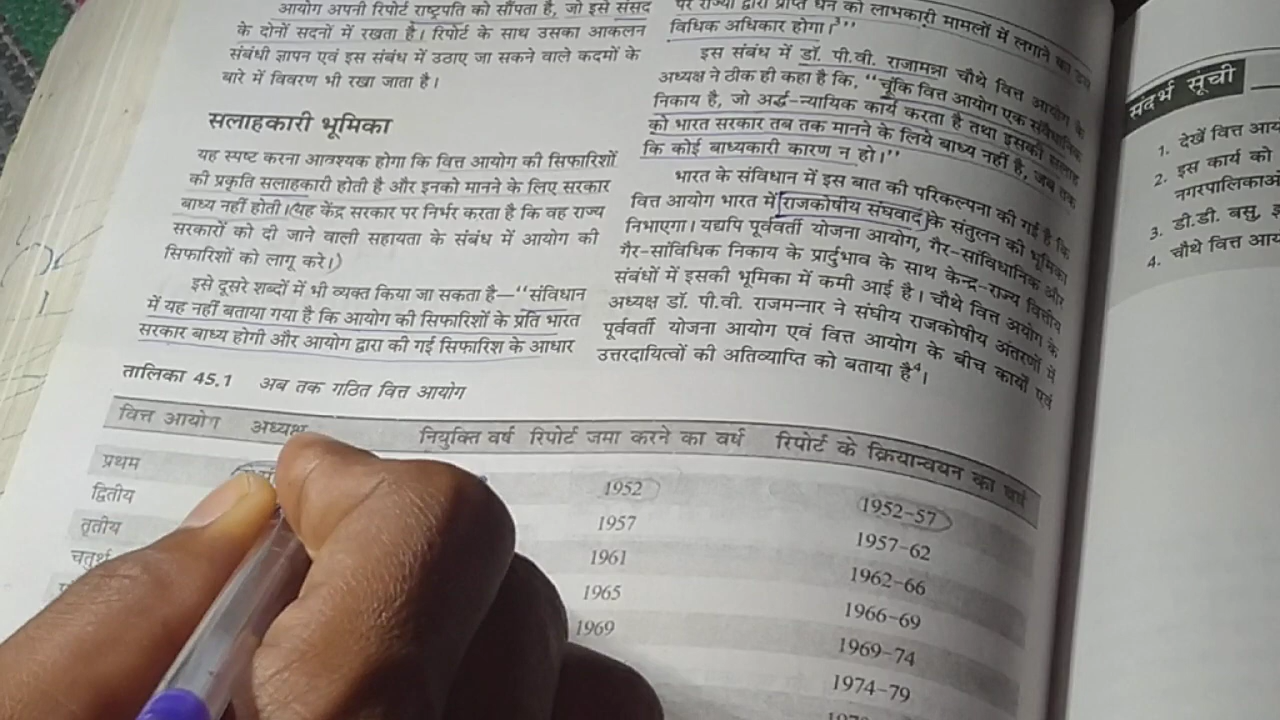 आयोग अपनी रिपोर्ट राष्ट्रपति को सौंपता है, जो इसे संसद
के दोनों सदनों में रखता है। रिपोर्ट के साथ उसका आकलन
संबंधी ज्ञापन एवं इस संबंध में उठाए जा सकने वाले कदमों के
बारे में विवरण भी रखा जाता है।
सलाहकारी भूमिका
यह स्पष्ट करना आवश्यक होगा कि वित्त आयोग की सिफारिशों
की प्रकृति सलाहकारी होती है और इनको मानने के लिए सरकार
बाध्य नहीं होती। यह केंद्र सरकार पर निर्भर करता है कि वह राज्य
सरकारों को दी जाने वाली सहायता के संबंध में आयोग की
सिफारिशों को लागू करे।
इसे दूसरे शब्दों में भी व्यक्त किया जा सकता है—“संविधान
में यह नहीं बताया गया है कि आयोग की सिफारिशों के प्रति भारत
सरकार बाध्य होगी और आयोग द्वारा की गई सिफारिश के आधार
पर राज्यों द्वारा प्राप्त धन को लाभकारी मामलों में लगाने का
विधिक अधिकार होगा।³”
इस संबंध में डॉ. पी.वी. राजामन्ना चौथे वित्त आयोग के
अध्यक्ष ने ठीक ही कहा है कि, “चूंकि वित्त आयोग एक संवैधानिक
निकाय है, जो अर्द्ध-न्यायिक कार्य करता है तथा इसकी सलाह
को भारत सरकार तब तक मानने के लिये बाध्य नहीं है, जब तक
कि कोई बाध्यकारी कारण न हो।”
भारत के संविधान में इस बात की परिकल्पना की गई है कि
वित्त आयोग भारत में राजकोषीय संघवाद के संतुलन की भूमिका
निभाएगा। यद्यपि पूर्ववर्ती योजना आयोग, गैर-सांविधानिक और
गैर-सांविधिक निकाय के प्रार्दुभाव के साथ केन्द्र-राज्य वित्तीय
संबंधों में इसकी भूमिका में कमी आई है। चौथे वित्त अयोग के
अध्यक्ष डॉ. पी.वी. राजमन्नार ने संघीय राजकोषीय अंतरणों में
पूर्ववर्ती योजना आयोग एवं वित्त आयोग के बीच कार्यों एवं
उत्तरदायित्वों की अतिव्याप्ति को बताया है⁴।
तालिका 45.1 अब तक गठित वित्त आयोग
वित्त आयोग अध्यक्ष नियुक्ति वर्ष रिपोर्ट जमा करने का वर्ष रिपोर्ट के क्रियान्वयन का वर्ष
प्रथम 1952 1952-57
द्वितीय 1957 1957-62
तृतीय 1961 1962-66
चतुर्थ 1965 1966-69
1969 1969-74
1974-79
संदर्भ सूची
1. देखें वित्त
2. इस कार्य को
3. डी.डी. बसु,
4. चौथे वित्त